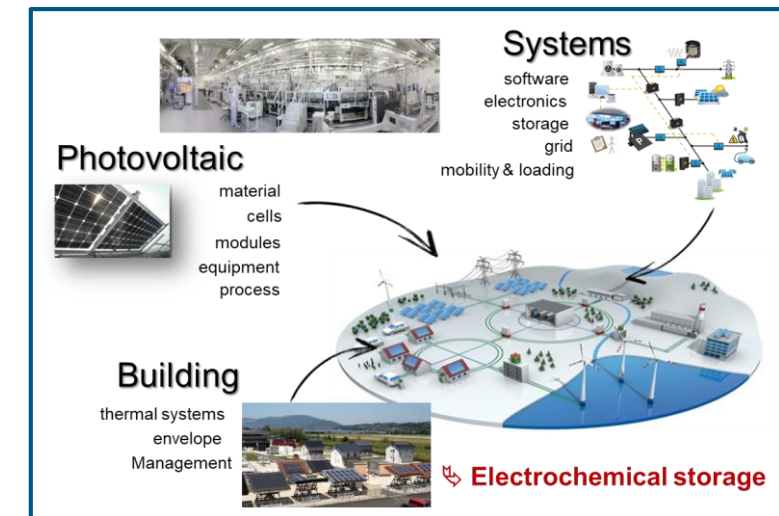 Systems
software
electronics
storage
grid
mobility & loading
Photovoltaic
material
cells
modules
equipment
process
Building
thermal systems
envelope
Management
↳ Electrochemical storage